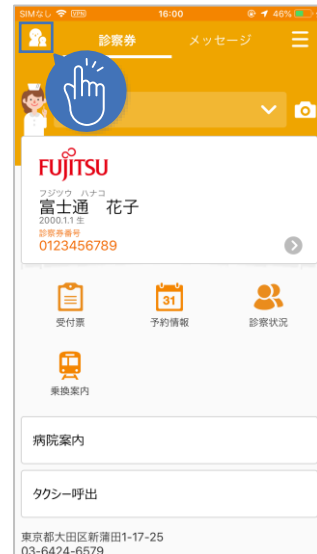 SIMなし VPN 16:00 46%
診察券 メッセージ
FUJITSU
フジツウ ハナコ
富士通 花子
2000.1.1 生
診察券番号
0123456789
31
受付票 予約情報 診察状況
乗換案内
病院案内
タクシー呼出
東京都大田区新蒲田1-17-25
03-6424-6579